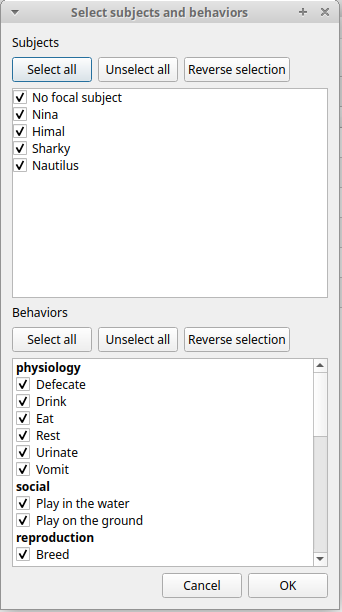 Select subjects and behaviors
Subjects
Select all Unselect all Reverse selection
No focal subject
Nina
Himal
Sharky
Nautilus
Behaviors
Select all Unselect all Reverse selection
physiology
Defecate
Drink
Eat
Rest
Urinate
Vomit
social
Play in the water
Play on the ground
reproduction
Breed
Cancel OK